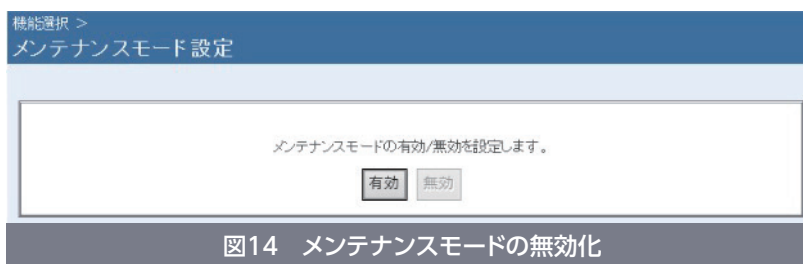 機能選択 >
メンテナンスモード設定
メンテナンスモードの有効/無効を設定します。
有効 無効
図14 メンテナンスモードの無効化